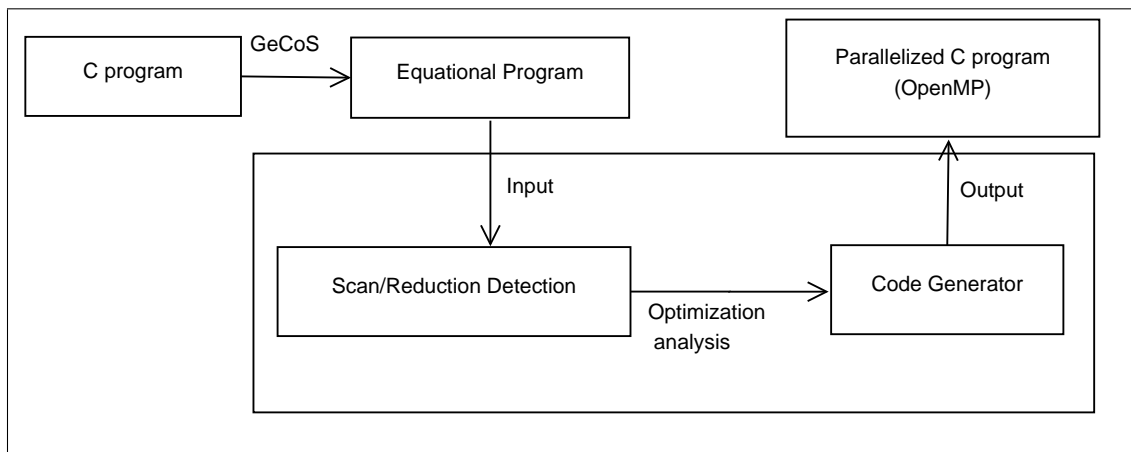 GeCoS
C program
Equational Program
Parallelized C program
(OpenMP)
Input
Output
Scan/Reduction Detection
Code Generator
Optimization
analysis